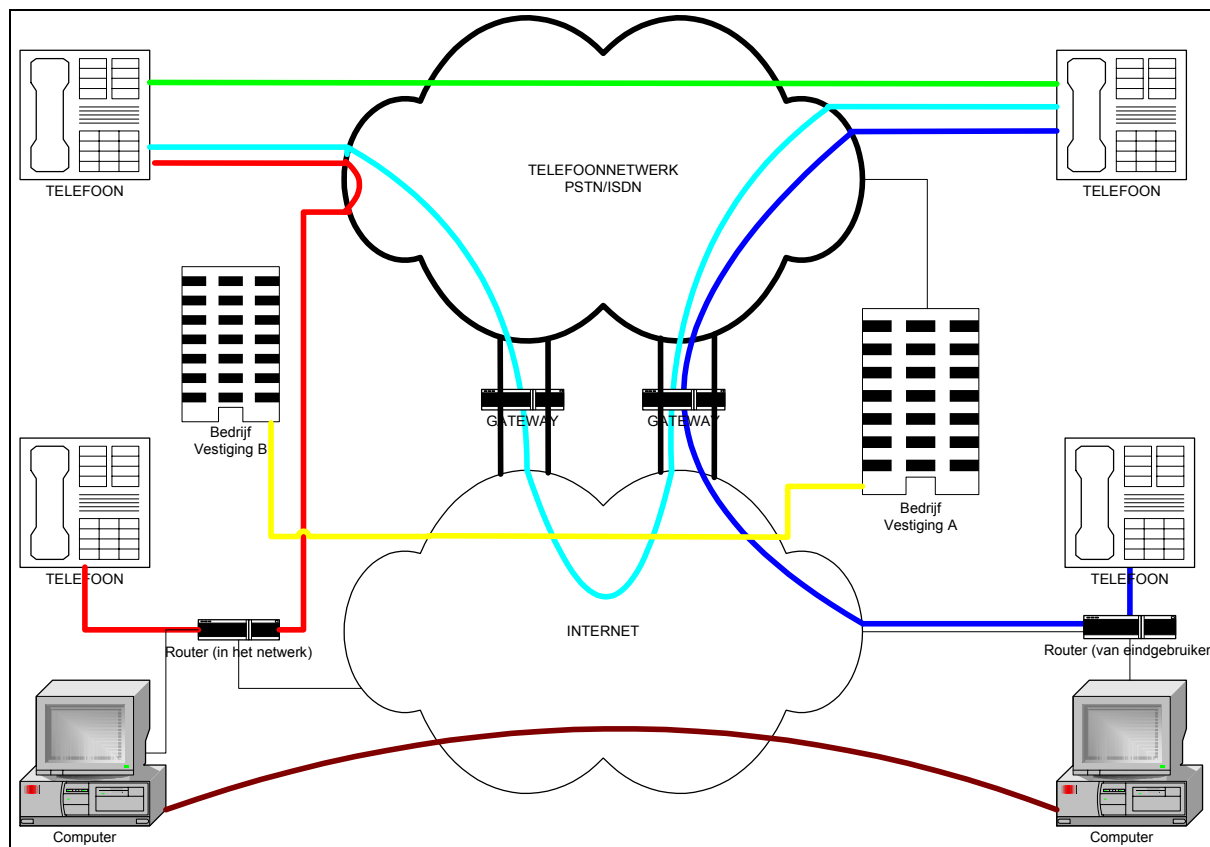 TELEFOON
TELEFOONNETWERK
PSTN/ISDN
TELEFOON
GATEWAY
GATEWAY
Bedrijf
Vestiging B
Bedrijf
Vestiging A
TELEFOON
TELEFOON
INTERNET
Router (in het netwerk)
Router (van eindgebruiker
Computer
Computer